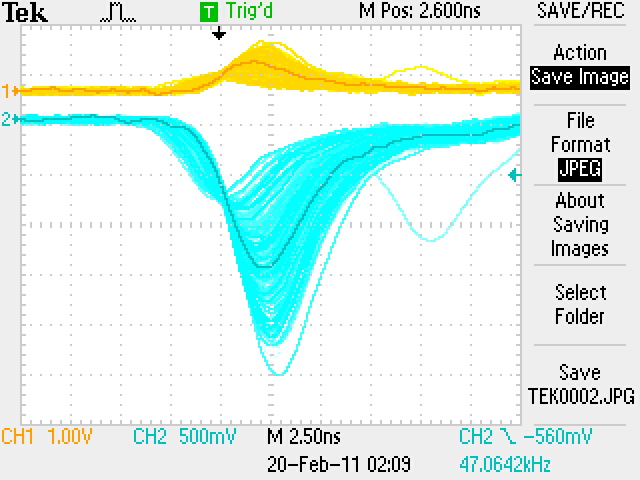 Tek T Trig'd M Pos: 2.600ns SAVE/REC
Action
Save Image
File
Format
JPEG
About
Saving
Images
Select
Folder
Save
TEK0002.JPG
1
2
CH1 1.00V CH2 500mV M 2.50ns CH2 -560mV
20-Feb-11 02:09 47.0642kHz